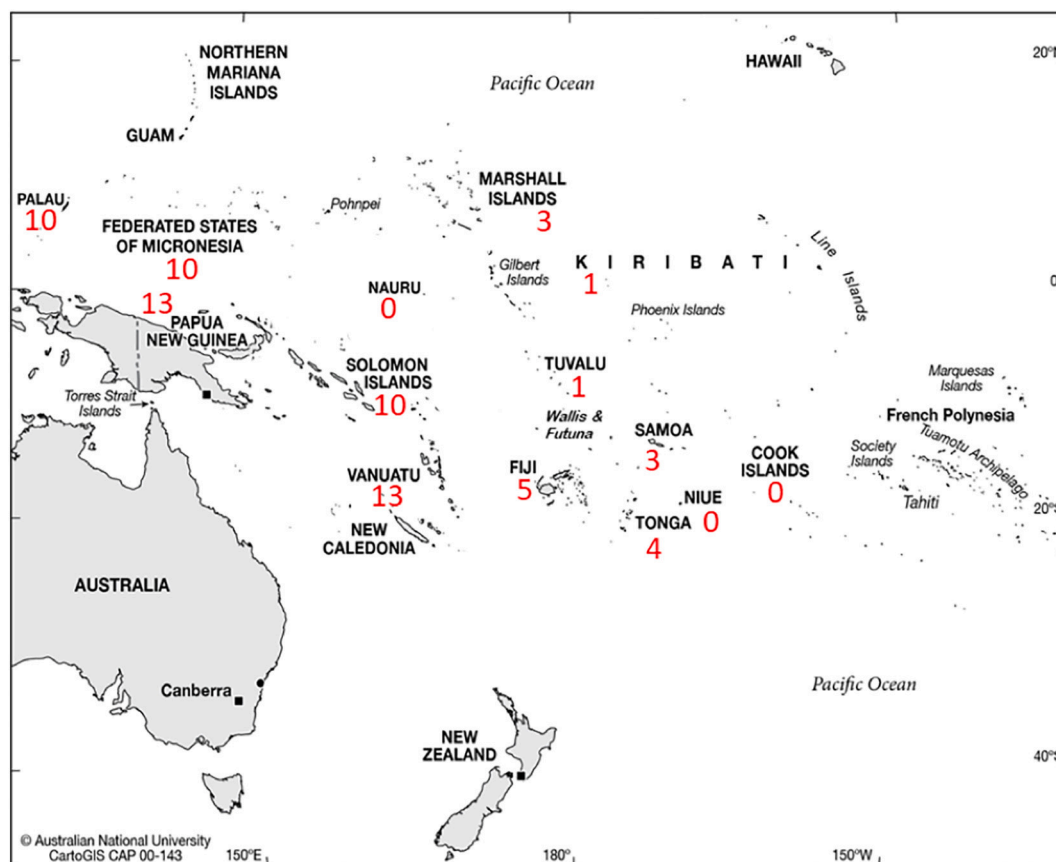 NORTHERN
MARIANA
ISLANDS
GUAM
Pacific Ocean
HAWAII
20°N
PALAU
10
Pohnpei
MARSHALL
ISLANDS
3
FEDERATED STATES
OF MICRONESIA
10
13
PAPUA
NEW GUINEA
NAURU
0
Gilbert
Islands
K I R I B A T I
1
Line Islands
0
Phoenix Islands
SOLOMON
ISLANDS
10
TUVALU
1
Torres Strait
Islands
Wallis &
Futuna
SAMOA
3
Marquesas
Islands
French Polynesia
Tuamotu Archipelago
Society
Islands
Tahiti
COOK
ISLANDS
0
VANUATU
13
FIJI
5
NIUE
0
TONGA
4
20°S
NEW
CALEDONIA
AUSTRALIA
Canberra
Pacific Ocean
NEW
ZEALAND
40°S
© Australian National University
CartoGIS CAP 00-143
150°E
180°
150°W